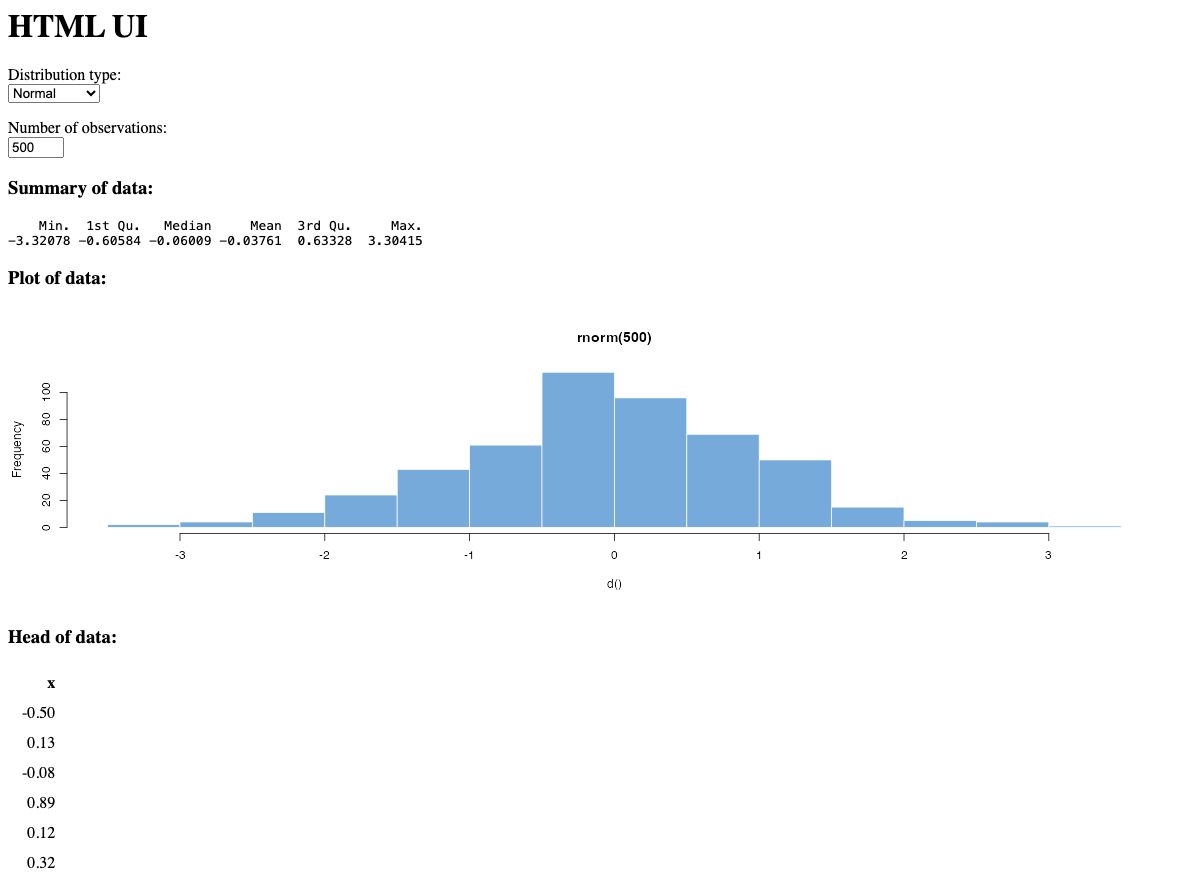 HTML UI
Distribution type:
Normal
Number of observations:
500
Summary of data:
Min. 1st Qu. Median Mean 3rd Qu. Max.
−3.32078 −0.60584 −0.06009 −0.03761 0.63328 3.30415
Plot of data:
rnorm(500)
Frequency
100
80
60
40
20
0
-3 -2 -1 0 1 2 3
d()
Head of data:
x
-0.50
0.13
-0.08
0.89
0.12
0.32